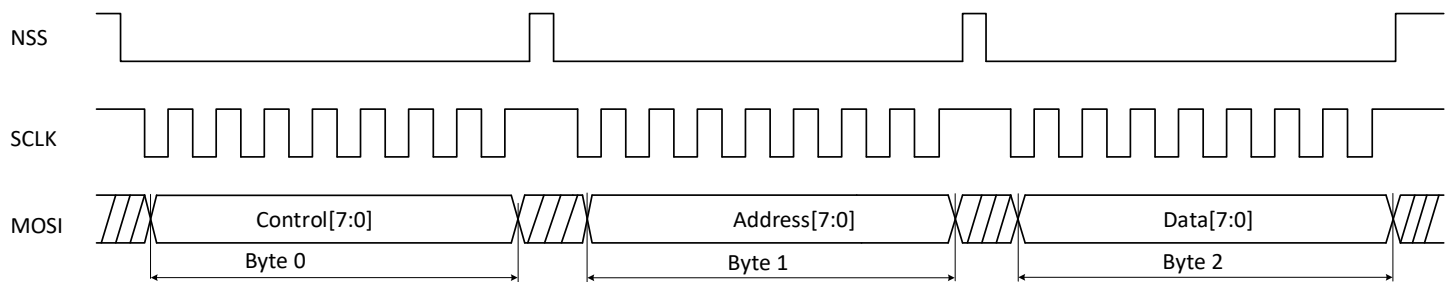 NSS
SCLK
MOSI
Control[7:0]
Address[7:0]
Data[7:0]
Byte 0
Byte 1
Byte 2